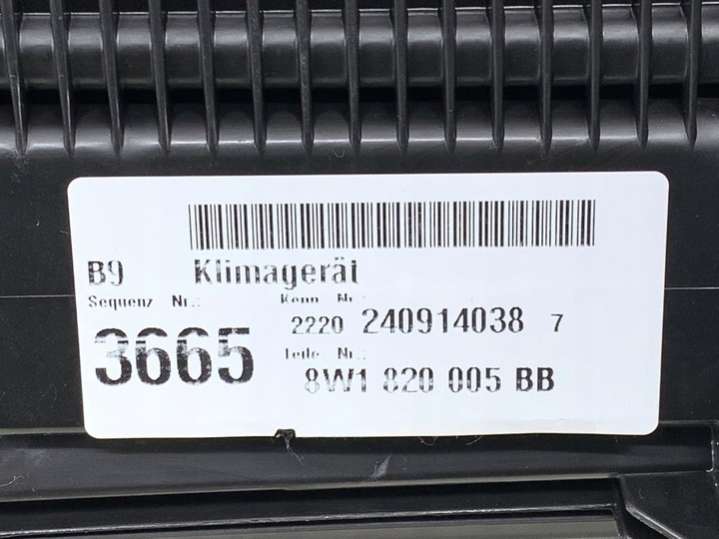 B9 Klimagerät
Sequenz Nr.: Kenn Nr.:
3665 2220 240914038 7
Teile Nr.:
8W1 820 005 BB